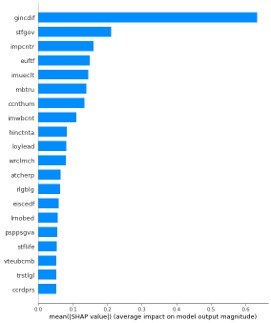 gincdif
stfgev
impcntr
euftf
imueclt
mbtru
ccnthum
imwbcnt
hinctnta
loylead
wrclmch
atcherp
rlgblg
eiscedf
lrnobed
psppsgva
stflife
vteubcmb
trstlgl
ccrdprs
0.0 0.1 0.2 0.3 0.4 0.5 0.6
mean(|SHAP value|) (average impact on model output magnitude)